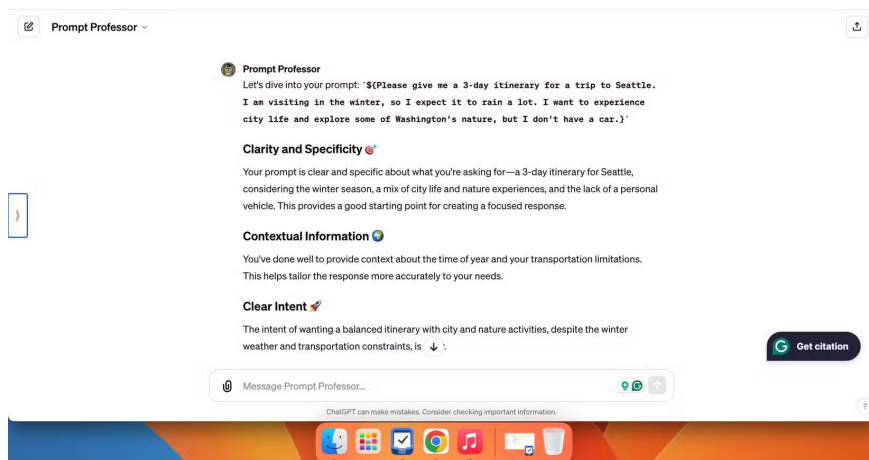 Prompt Professor
Prompt Professor
Let's dive into your prompt: `${Please give me a 3-day itinerary for a trip to Seattle.
I am visiting in the winter, so I expect it to rain a lot. I want to experience
city life and explore some of Washington's nature, but I don't have a car.}`
Clarity and Specificity 🎯
Your prompt is clear and specific about what you're asking for—a 3-day itinerary for Seattle,
considering the winter season, a mix of city life and nature experiences, and the lack of a personal
vehicle. This provides a good starting point for creating a focused response.
Contextual Information 🌍
You've done well to provide context about the time of year and your transportation limitations.
This helps tailor the response more accurately to your needs.
Clear Intent 🚀
The intent of wanting a balanced itinerary with city and nature activities, despite the winter
weather and transportation constraints, is
Get citation
Message Prompt Professor...
ChatGPT can make mistakes. Consider checking important information.
?